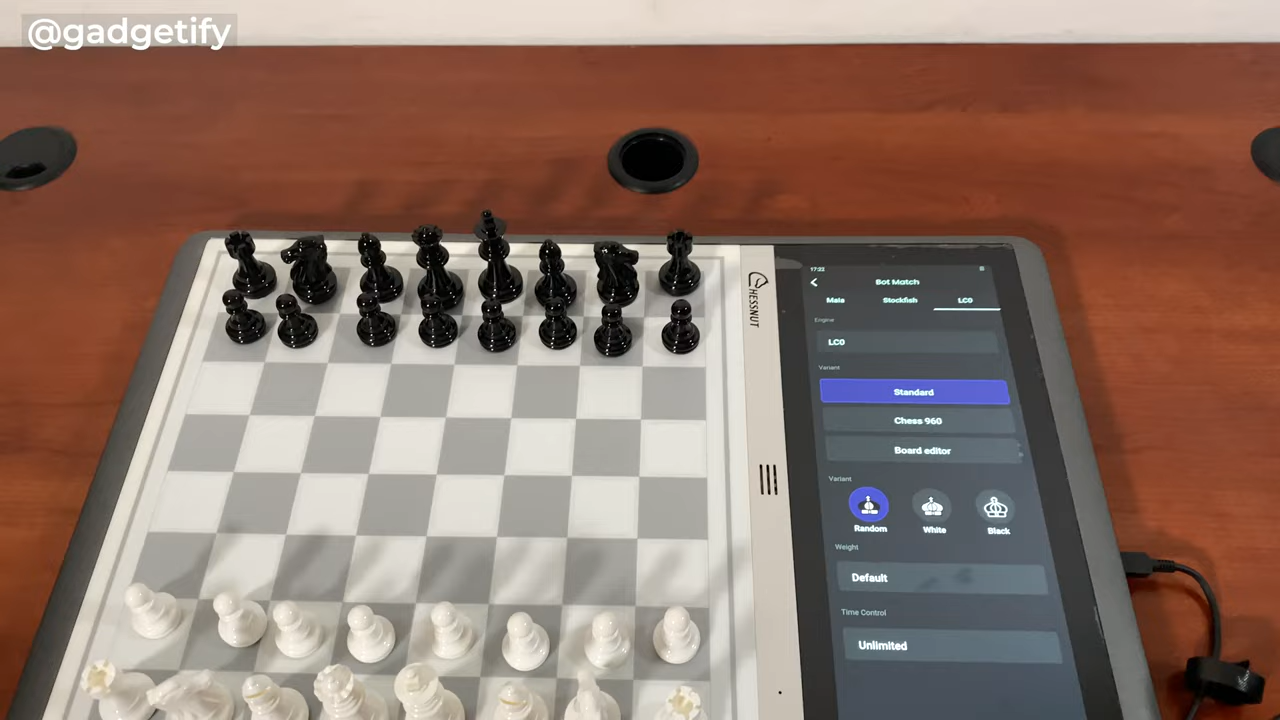 @gadgetify
CHESSNUT
17:22
Bot Match
Maia
Stockfish
LC0
Engine
LC0
Variant
Standard
Chess 960
Board editor
Variant
Random
White
Black
Weight
Default
Time Control
Unlimited